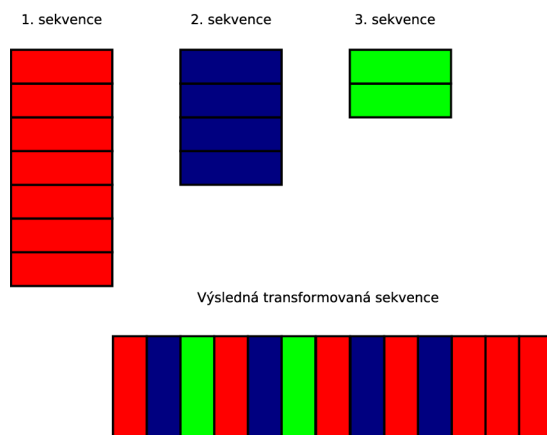 1. sekvence
2. sekvence
3. sekvence
Výsledná transformovaná sekvence